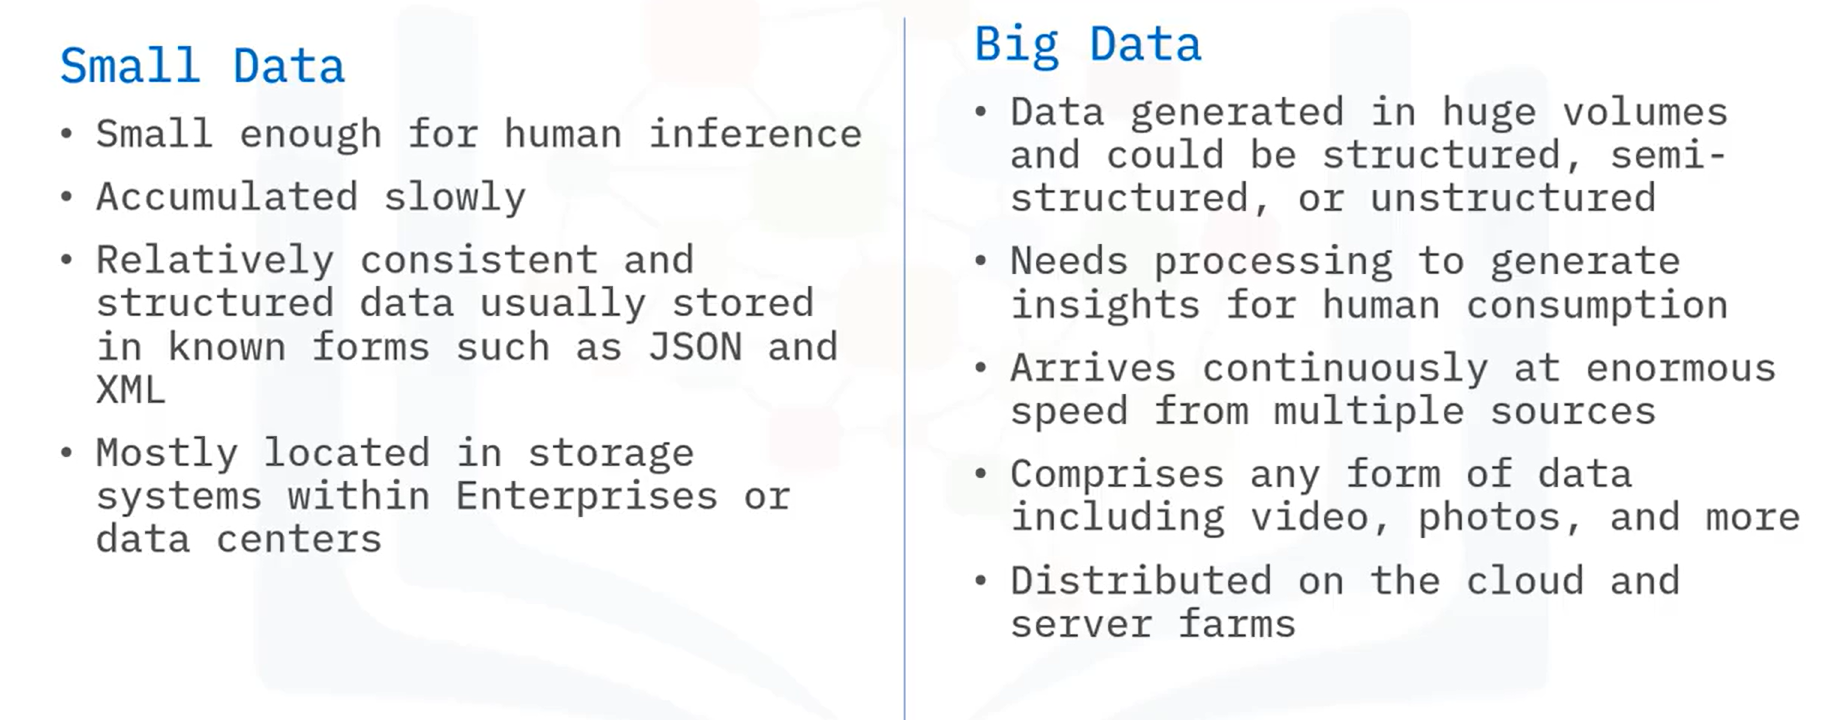 Small Data
• Small enough for human inference
• Accumulated slowly
• Relatively consistent and
structured data usually stored
in known forms such as JSON and
XML
• Mostly located in storage
systems within Enterprises or
data centers
Big Data
• Data generated in huge volumes
and could be structured, semi-
structured, or unstructured
• Needs processing to generate
insights for human consumption
• Arrives continuously at enormous
speed from multiple sources
• Comprises any form of data
including video, photos, and more
• Distributed on the cloud and
server farms